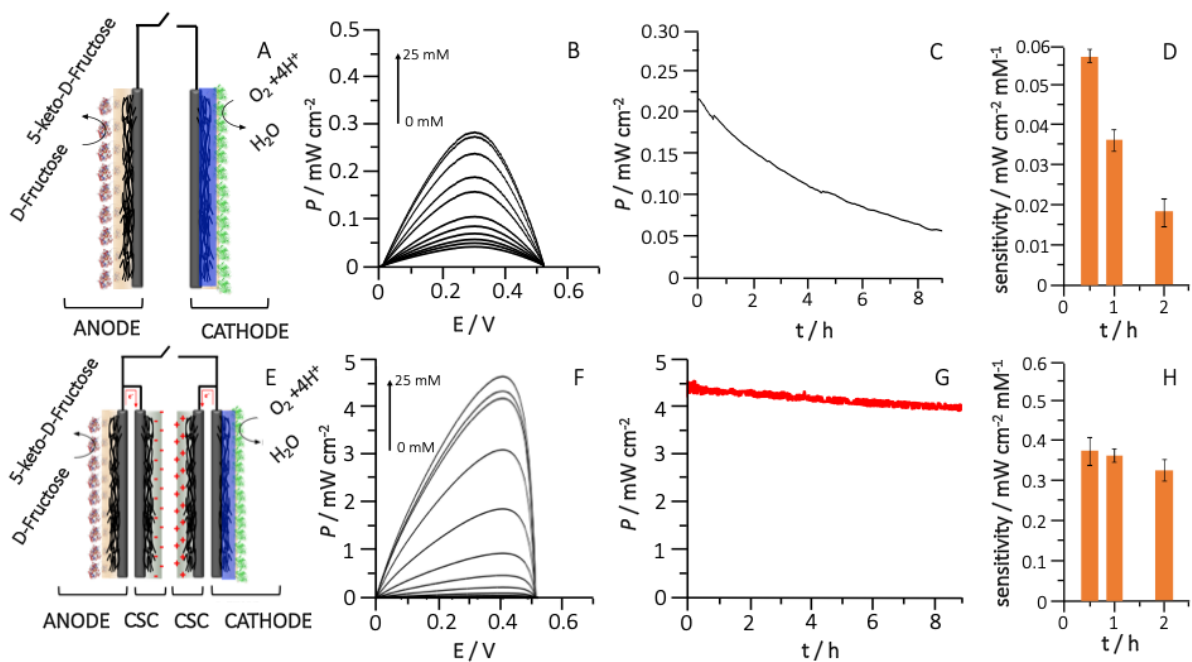 A
5-keto-D-Fructose
D-Fructose
O₂ +4H⁺
H₂O
ANODE
CATHODE
B
25 mM
0 mM
P / mW cm⁻²
0.5
0.4
0.3
0.2
0.1
0
0 0.2 0.4 0.6
E / V
C
P / mW cm⁻²
0.30
0.25
0.20
0.15
0.10
0.05
0
0 2 4 6 8
t / h
D
sensitivity / mW cm⁻² mM⁻¹
0.06
0.05
0.04
0.03
0.02
0.01
0
0 1 2
t / h
E
5-keto-D-Fructose
D-Fructose
e⁻
e⁻
O₂ +4H⁺
H₂O
ANODE CSC CSC CATHODE
F
25 mM
0 mM
P / mW cm⁻²
5
4
3
2
1
0
0 0.2 0.4 0.6
E / V
G
P / mW cm⁻²
5
4
3
2
1
0
0 2 4 6 8
t / h
H
sensitivity / mW cm⁻² mM⁻¹
0.6
0.5
0.4
0.3
0.2
0.1
0
0 1 2
t / h